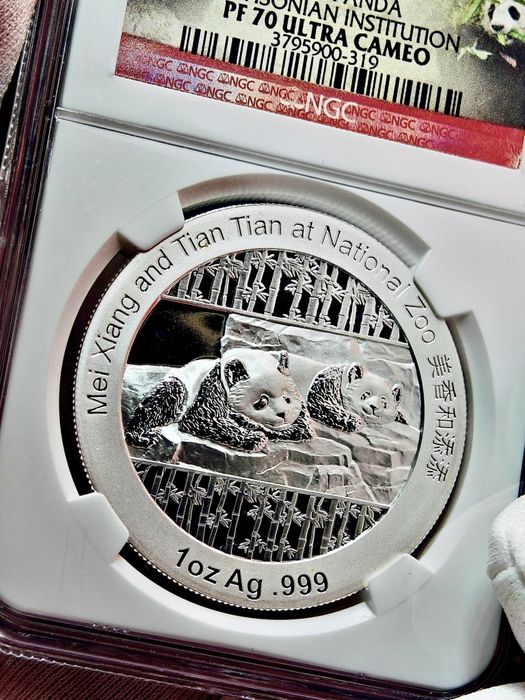 PANDA
SONIAN INSTITUTION
PF 70 ULTRA CAMEO
3795900-319
NGC NGC NGC NGC NGC NGC NGC
NGC
Mei Xiang and Tian Tian at National Zoo 美香和添添
1oz Ag .999